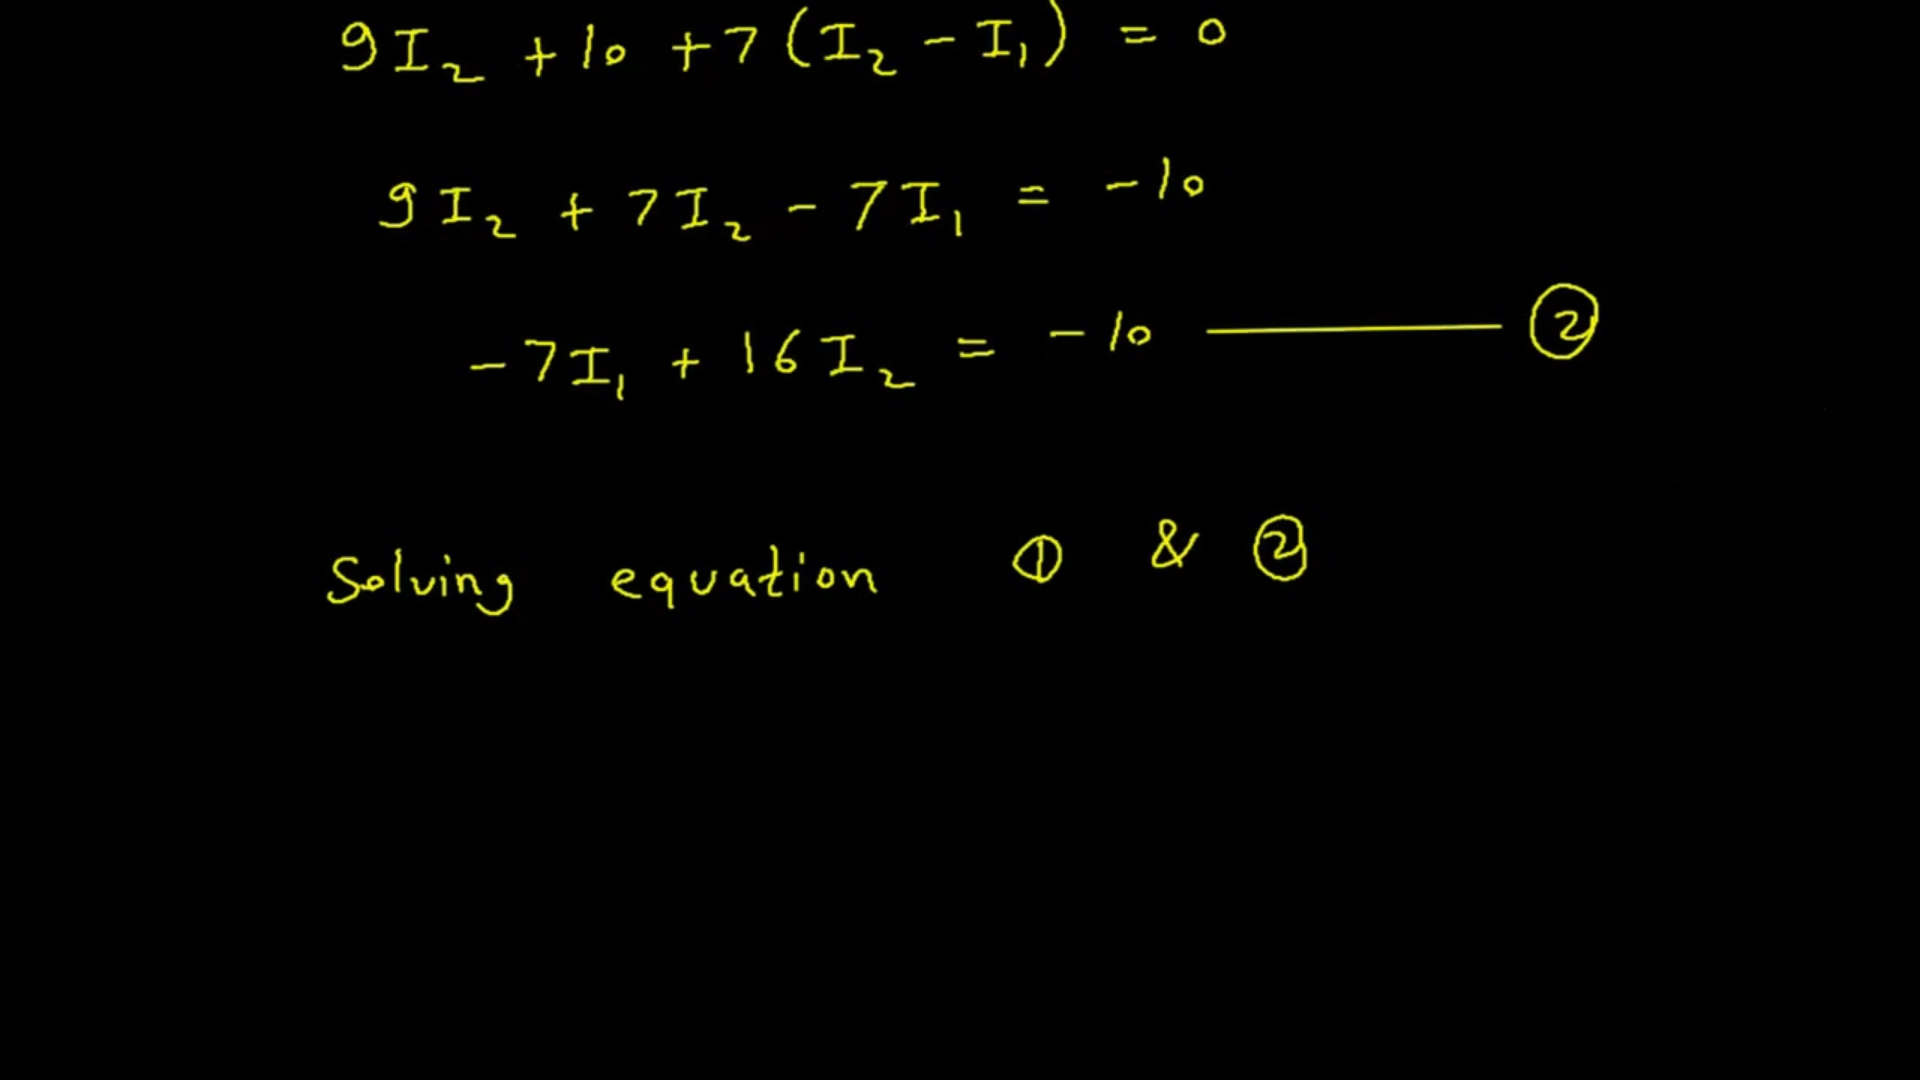 9I₂ + 10 + 7(I₂ - I₁) = 0
9I₂ + 7I₂ - 7I₁ = -10
-7I₁ + 16I₂ = -10 ——— ②
Solving equation ① & ②